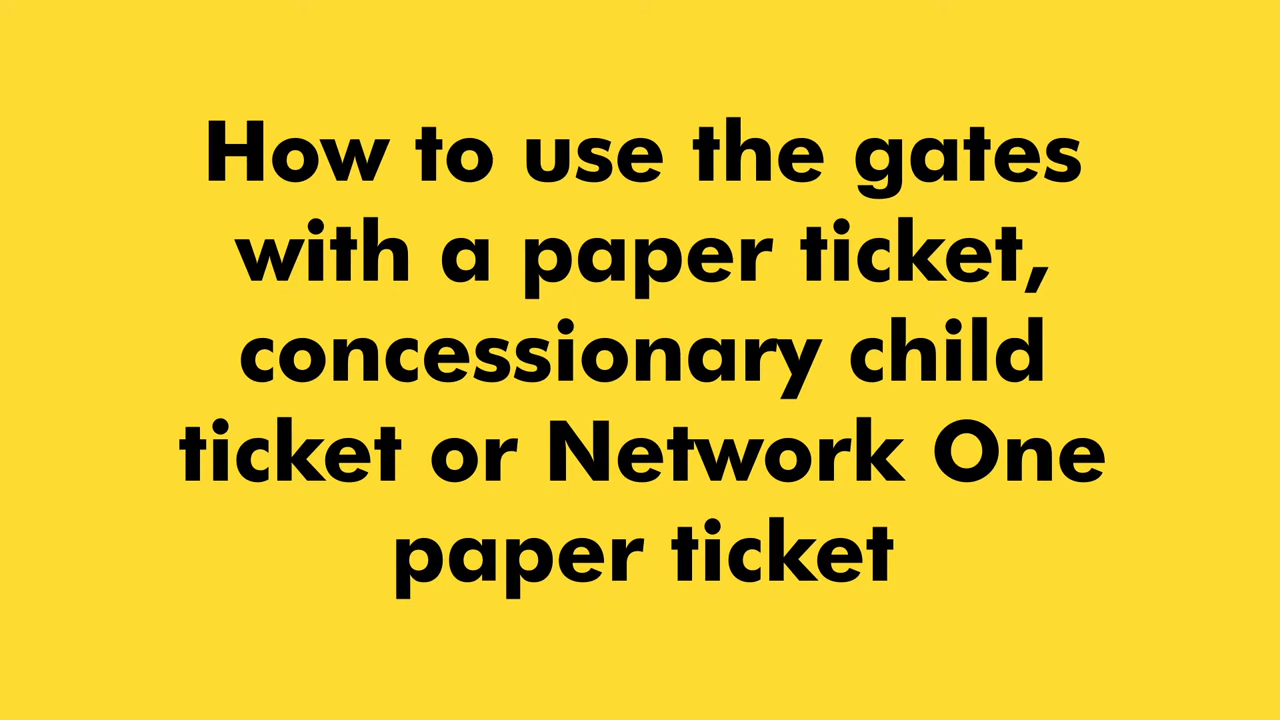 How to use the gates
with a paper ticket,
concessionary child
ticket or Network One
paper ticket